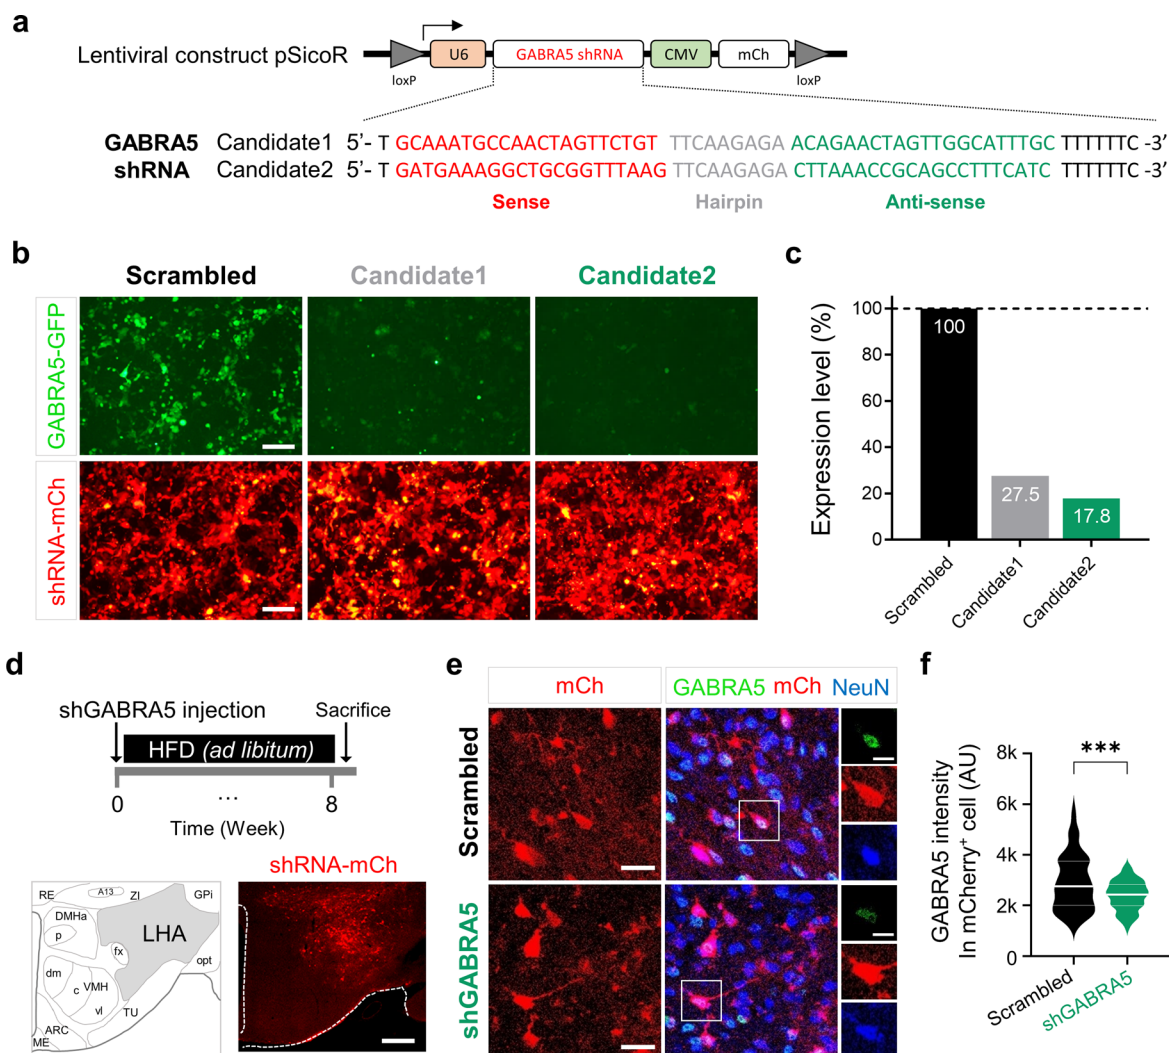 a
Lentiviral construct pSicoR
U6
GABRA5 shRNA
CMV
mCh
loxP
loxP
GABRA5 Candidate1 5’- T GCAAATGCCAACTAGTTCTGT TTCAAGAGA ACAGAACTAGTTGGCATTTGC TTTTTTC -3’
shRNA Candidate2 5’- T GATGAAAGGCTGCGGTTTAAG TTCAAGAGA CTTAAACCGCAGCCTTTCATC TTTTTTC -3’
Sense Hairpin Anti-sense
b
Scrambled Candidate1 Candidate2
GABRA5-GFP
shRNA-mCh
c
Expression level (%)
100
80
60
40
20
0
100
27.5
17.8
Scrambled
Candidate1
Candidate2
d
shGABRA5 injection
Sacrifice
HFD (ad libitum)
0 ... 8
Time (Week)
RE
A13
ZI
GPi
DMHa
p
LHA
fx
opt
dm
c
VMH
vl
TU
ARC
ME
shRNA-mCh
e
mCh
GABRA5 mCh NeuN
Scrambled
shGABRA5
f
GABRA5 intensity
In mCherry⁺ cell (AU)
8k
6k
4k
2k
0
***
Scrambled
shGABRA5